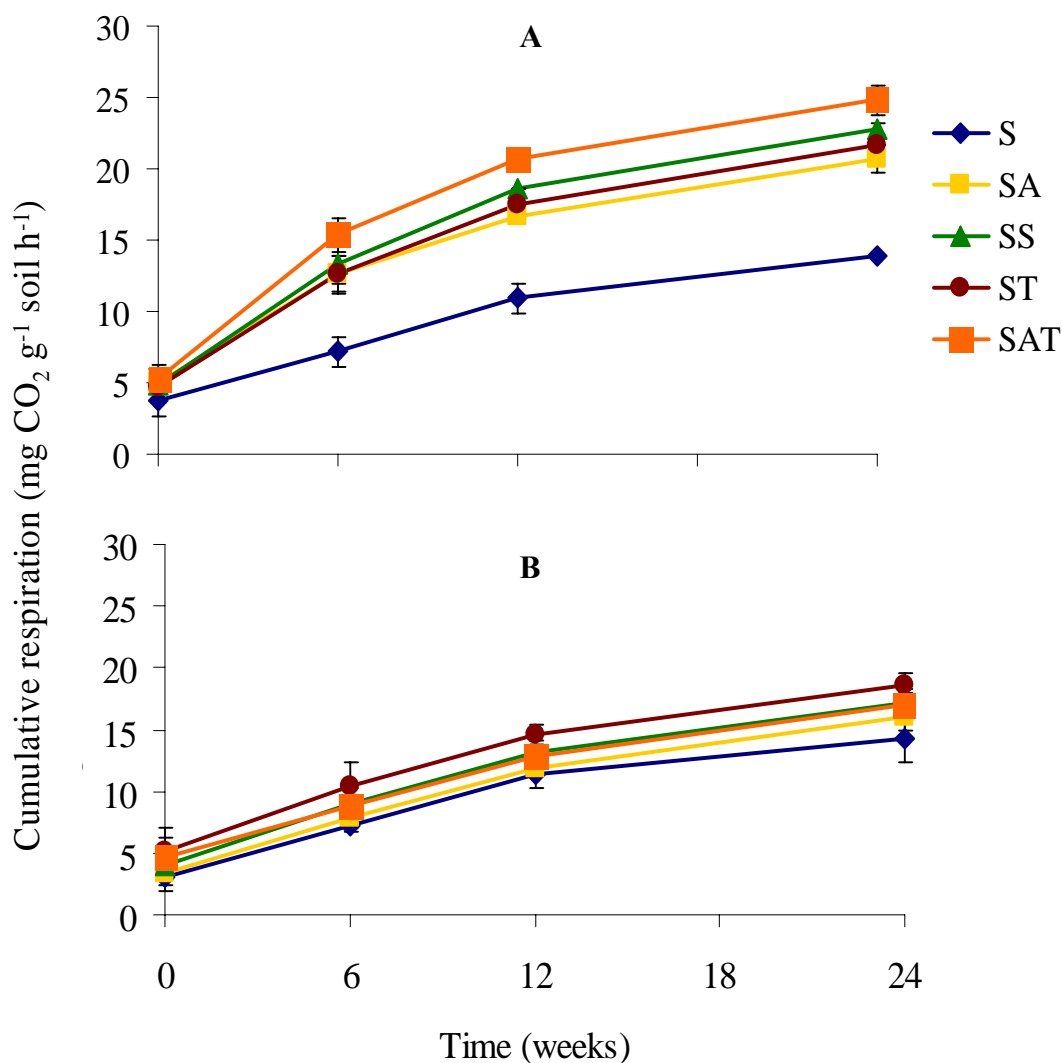 A
30
25
20
15
10
5
0
S
SA
SS
ST
SAT
Cumulative respiration (mg CO₂ g⁻¹ soil h⁻¹)
B
30
25
20
15
10
5
0
0 6 12 18 24
Time (weeks)